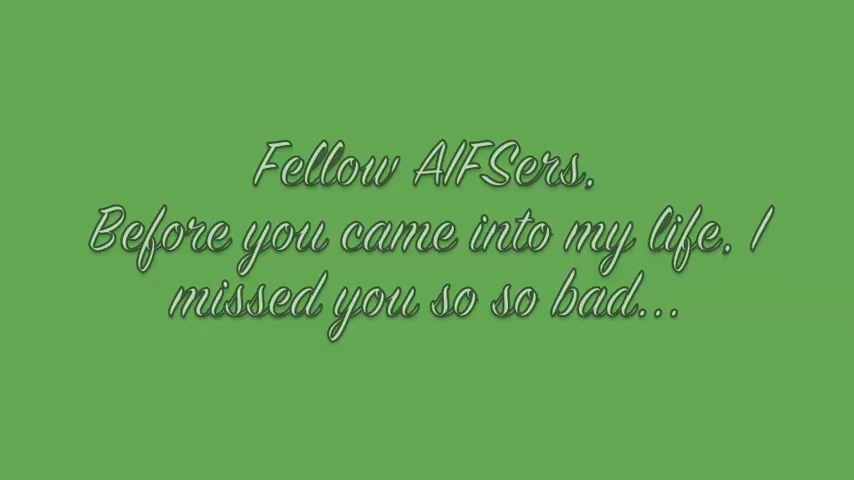 Fellow AIFSers,
Before you came into my life, I
missed you so so bad...